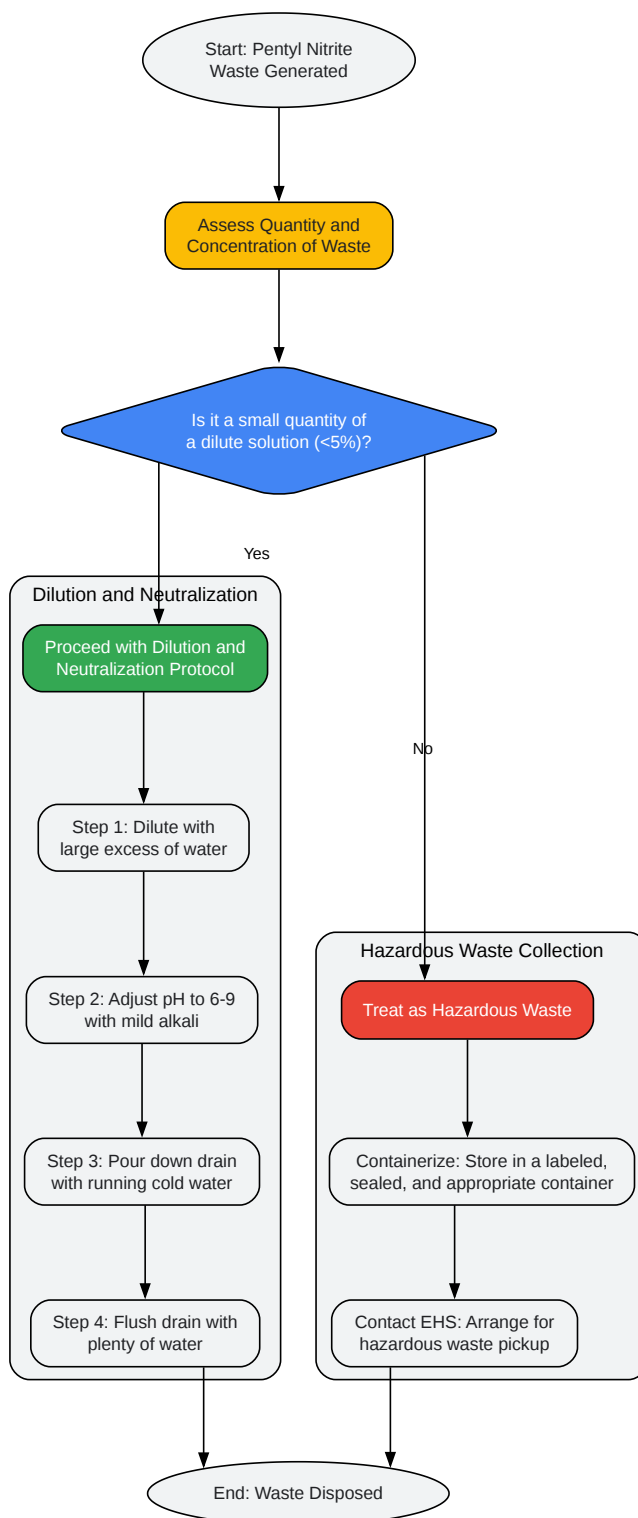 Start: Pentyl Nitrite
Waste Generated
Assess Quantity and
Concentration of Waste
Is it a small quantity of
a dilute solution (<5%)?
Yes
Dilution and Neutralization
Proceed with Dilution and
Neutralization Protocol
Step 1: Dilute with
large excess of water
Step 2: Adjust pH to 6-9
with mild alkali
Step 3: Pour down drain
with running cold water
Step 4: Flush drain with
plenty of water
No
Hazardous Waste Collection
Treat as Hazardous Waste
Containerize: Store in a labeled,
sealed, and appropriate container
Contact EHS: Arrange for
hazardous waste pickup
End: Waste Disposed